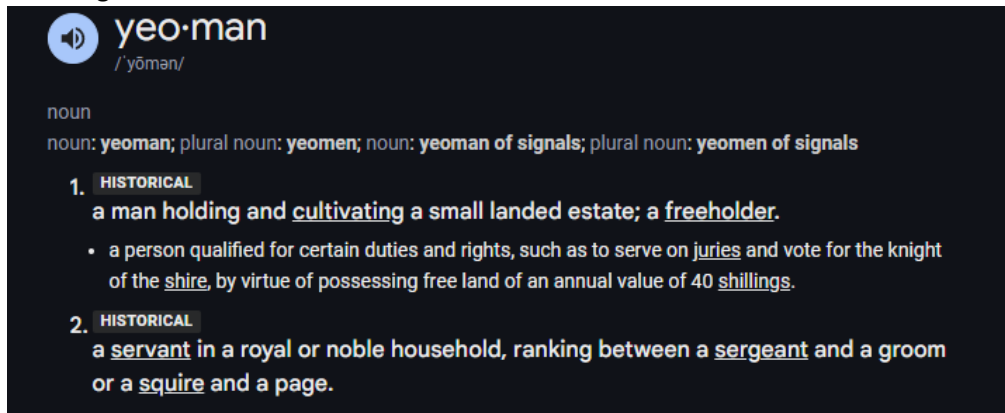 yeo·man
/ˈyōmən/
noun
noun: yeoman; plural noun: yeomen; noun: yeoman of signals; plural noun: yeomen of signals
1. HISTORICAL
a man holding and cultivating a small landed estate; a freeholder.
• a person qualified for certain duties and rights, such as to serve on juries and vote for the knight
of the shire, by virtue of possessing free land of an annual value of 40 shillings.
2. HISTORICAL
a servant in a royal or noble household, ranking between a sergeant and a groom
or a squire and a page.